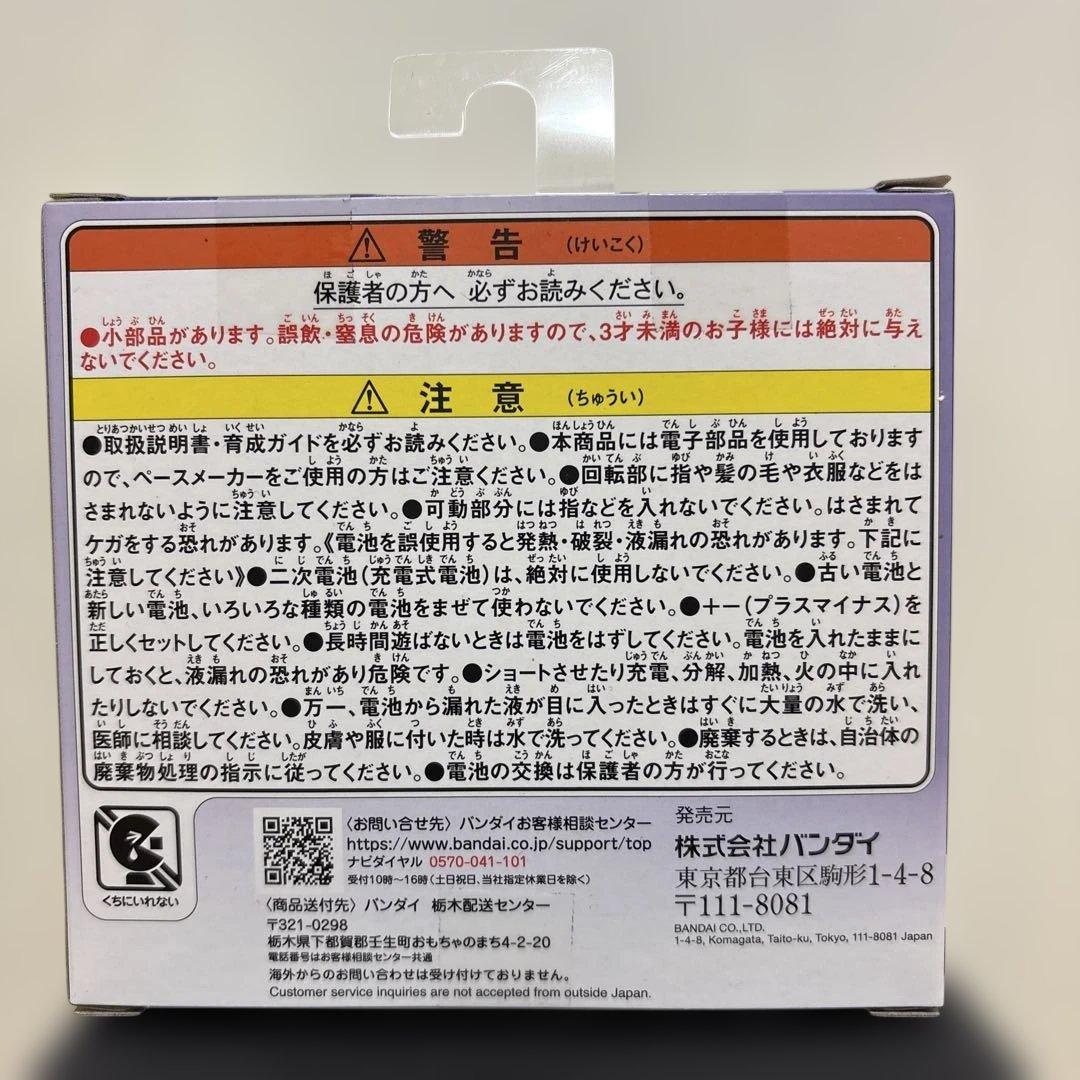 警告 (けいこく)
保護者の方へ 必ずお読みください。
●小部品があります。誤飲・窒息の危険がありますので、3才未満のお子様には絶対に与え
ないでください。
注意 (ちゅうい)
●取扱説明書・育成ガイドを必ずお読みください。●本商品には電子部品を使用しております
ので、ペースメーカーをご使用の方はご注意ください。●回転部に指や髪の毛や衣服などをは
さまれないように注意してください。●可動部分には指などを入れないでください。はさまれて
ケガをする恐れがあります。《電池を誤使用すると発熱・破裂・液漏れの恐れがあります。下記に
注意してください》●二次電池(充電式電池)は、絶対に使用しないでください。●古い電池と
新しい電池、いろいろな種類の電池をまぜて使わないでください。●+−(プラスマイナス)を
正しくセットしてください。●長時間遊ばないときは電池をはずしてください。電池を入れたままに
しておくと、液漏れの恐れがあり危険です。●ショートさせたり充電、分解、加熱、火の中に入れ
たりしないでください。●万一、電池から漏れた液が目に入ったときはすぐに大量の水で洗い、
医師に相談してください。皮膚や服に付いた時は水で洗ってください。●廃棄するときは、自治体の
廃棄物処理の指示に従ってください。●電池の交換は保護者の方が行ってください。
くちにいれない
〈お問い合せ先〉バンダイお客様相談センター
https://www.bandai.co.jp/support/top
ナビダイヤル 0570-041-101
受付10時〜16時(土日祝日、当社指定休業日を除く)
〈商品送付先〉バンダイ 栃木配送センター
〒321-0298
栃木県下都賀郡壬生町おもちゃのまち4-2-20
電話番号はお客様相談センター共通
海外からのお問い合わせは受け付けておりません。
Customer service inquiries are not accepted from outside Japan.
発売元
株式会社バンダイ
東京都台東区駒形1-4-8
〒111-8081
BANDAI CO.,LTD.
1-4-8, Komagata, Taito-ku, Tokyo, 111-8081 Japan